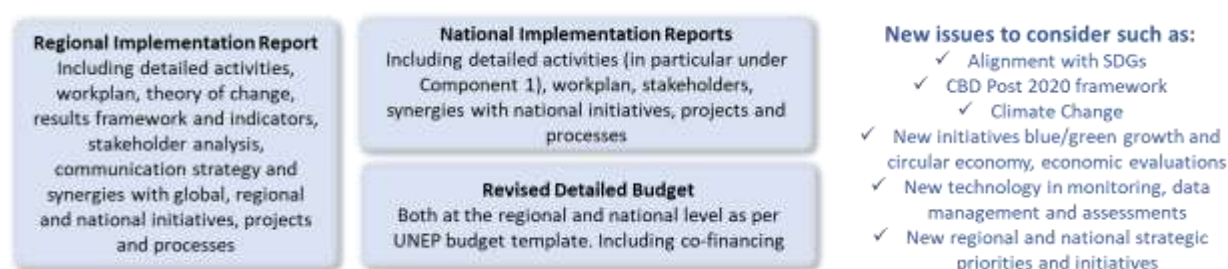 Regional Implementation Report
Including detailed activities,
workplan, theory of change,
results framework and indicators,
stakeholder analysis,
communication strategy and
synergies with global, regional
and national initiatives, projects
and processes
National Implementation Reports
Including detailed activities (in particular under
Component 1), workplan, stakeholders,
synergies with national initiatives, projects and
processes
Revised Detailed Budget
Both at the regional and national level as per
UNEP budget template. Including co-financing
New issues to consider such as:
✓ Alignment with SDGs
✓ CBD Post 2020 framework
✓ Climate Change
✓ New initiatives blue/green growth and
circular economy, economic evaluations
✓ New technology in monitoring, data
management and assessments
✓ New regional and national strategic
priorities and initiatives